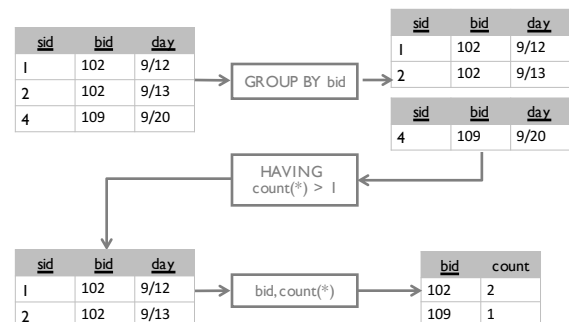 sid bid day
1 102 9/12
2 102 9/13
4 109 9/20
GROUP BY bid
sid bid day
1 102 9/12
2 102 9/13
sid bid day
4 109 9/20
HAVING
count(*) > 1
sid bid day
1 102 9/12
2 102 9/13
bid, count(*)
bid count
102 2
109 1